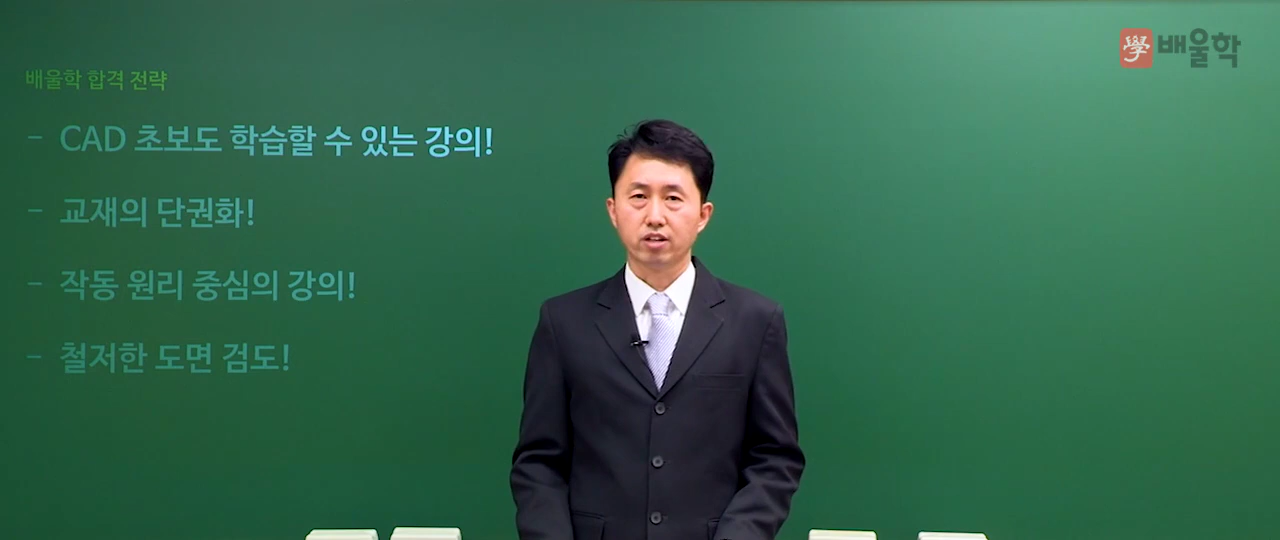 學배울학
배울학 합격 전략
- CAD 초보도 학습할 수 있는 강의!
- 교재의 단권화!
- 작동 원리 중심의 강의!
- 철저한 도면 검도!